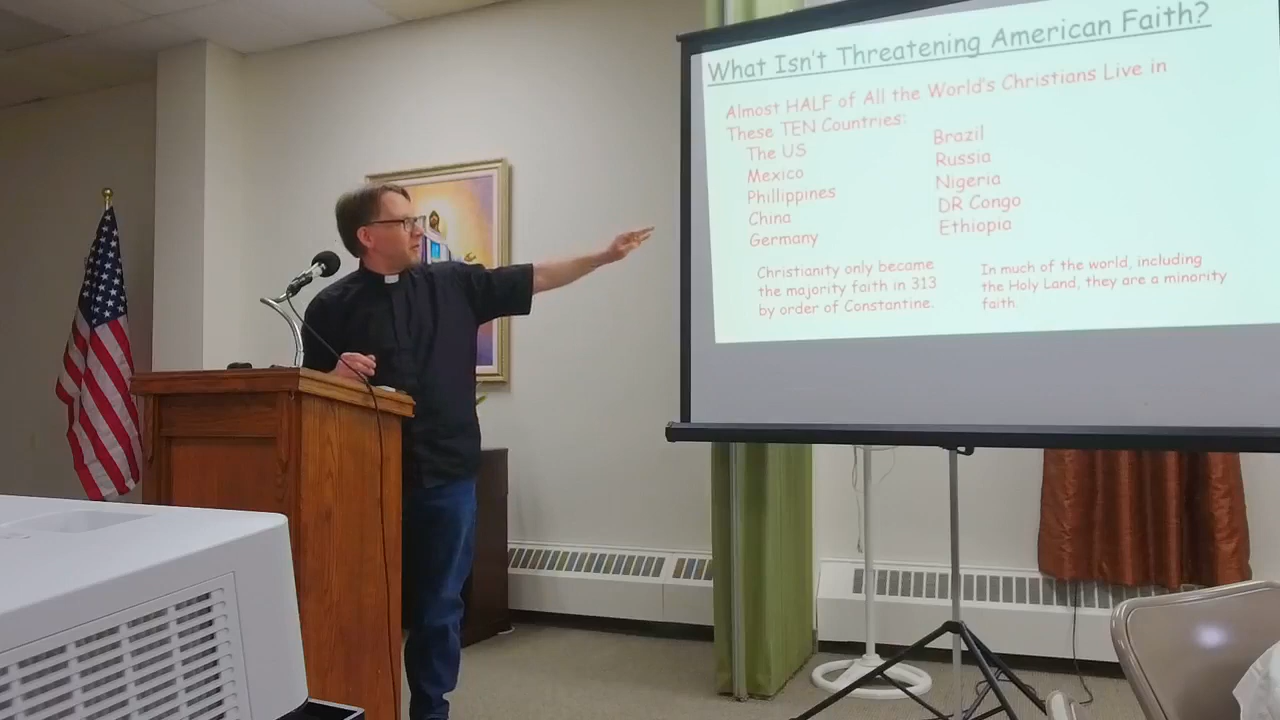 What Isn't Threatening American Faith?
Almost HALF of All the World's Christians Live in
These TEN Countries:
The US
Mexico
Phillippines
China
Germany
Brazil
Russia
Nigeria
DR Congo
Ethiopia
Christianity only became
the majority faith in 313
by order of Constantine.
In much of the world, including
the Holy Land, they are a minority
faith.